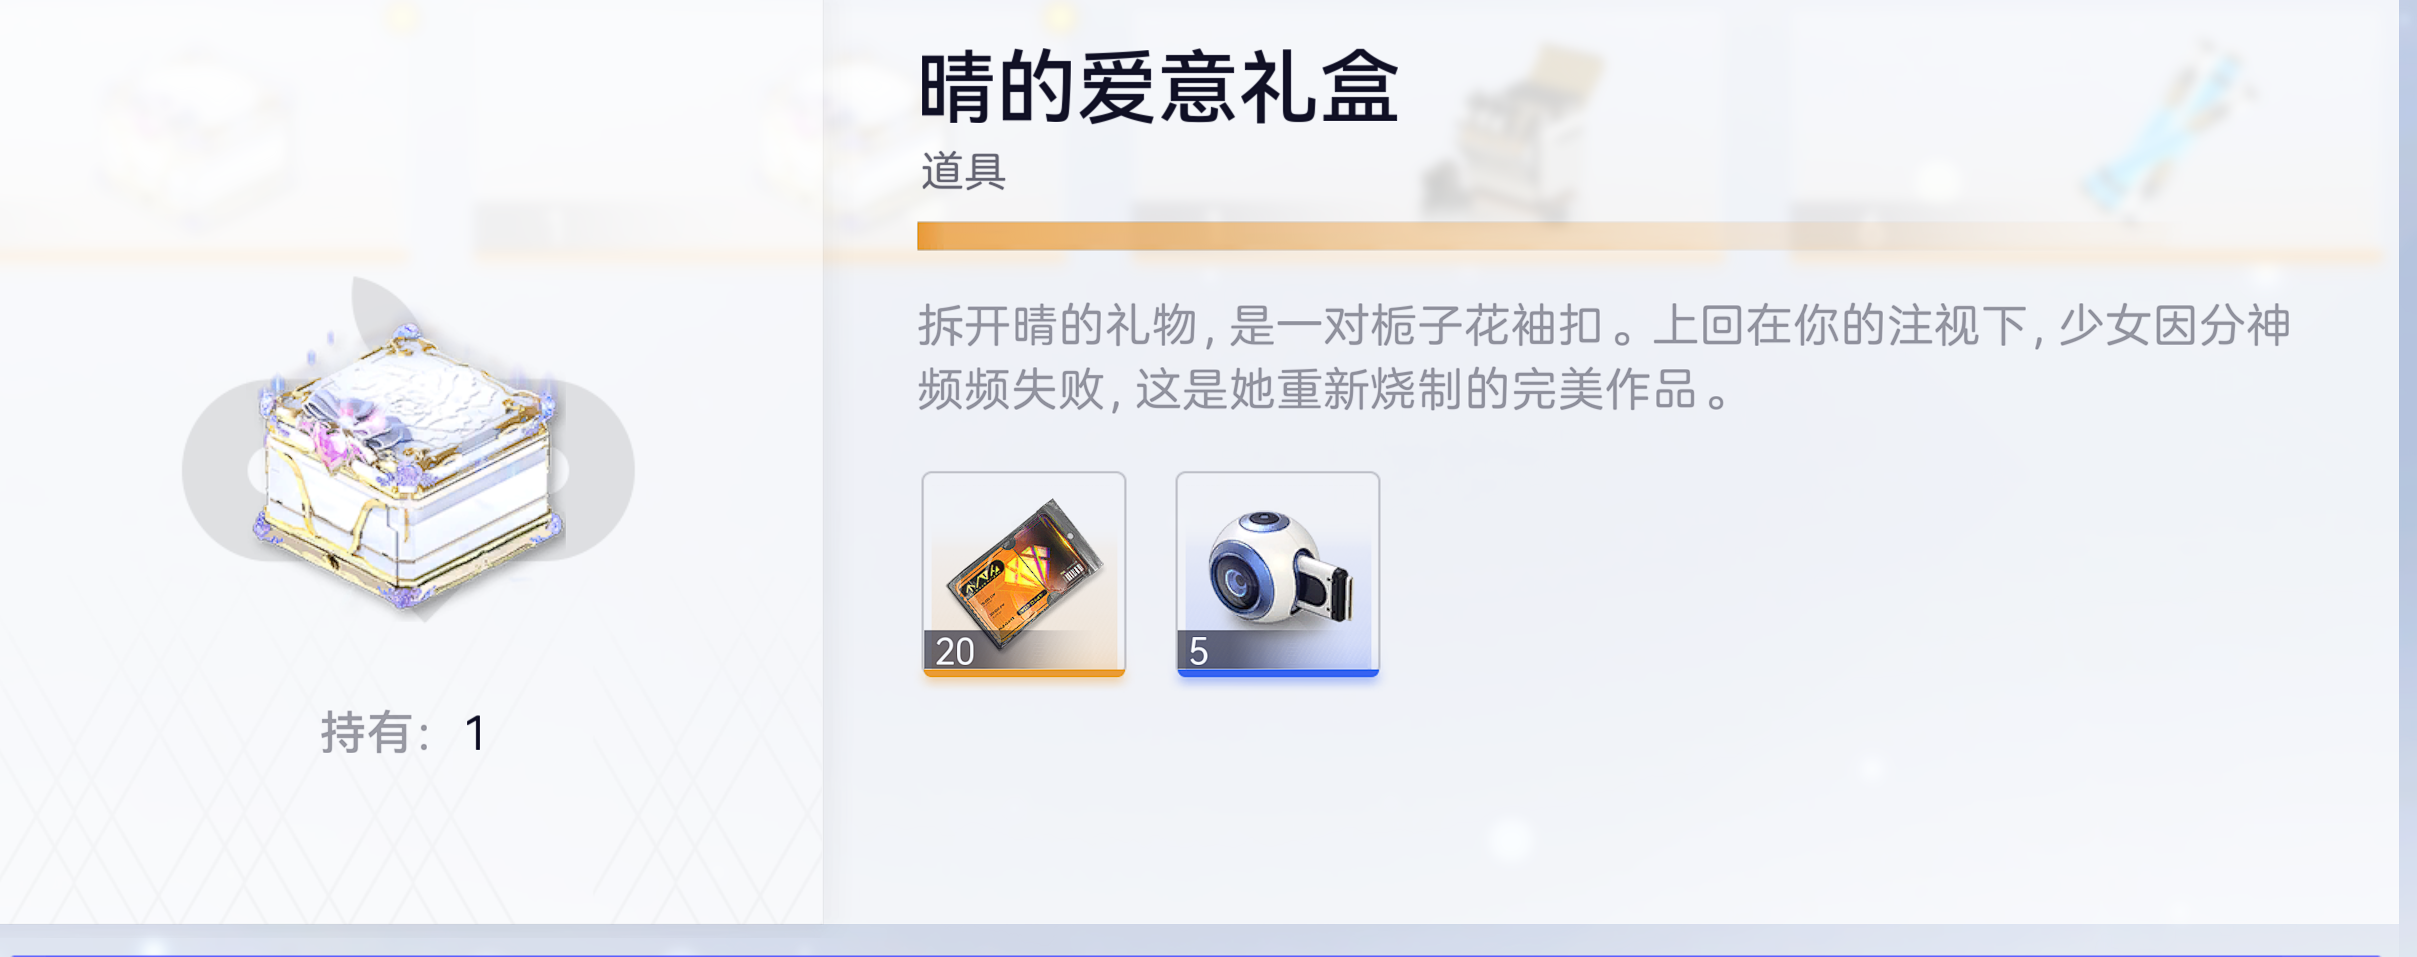 晴的爱意礼盒
道具
拆开晴的礼物，是一对栀子花袖扣。上回在你的注视下，少女因分神
频频失败，这是她重新烧制的完美作品。
20
5
持有：1